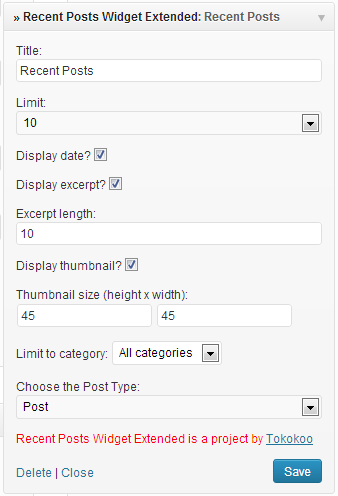 » Recent Posts Widget Extended: Recent Posts
Title:
Recent Posts
Limit:
10
Display date?
Display excerpt?
Excerpt length:
10
Display thumbnail?
Thumbnail size (height x width):
45 45
Limit to category: All categories
Choose the Post Type:
Post
Recent Posts Widget Extended is a project by Tokokoo
Delete | Close Save